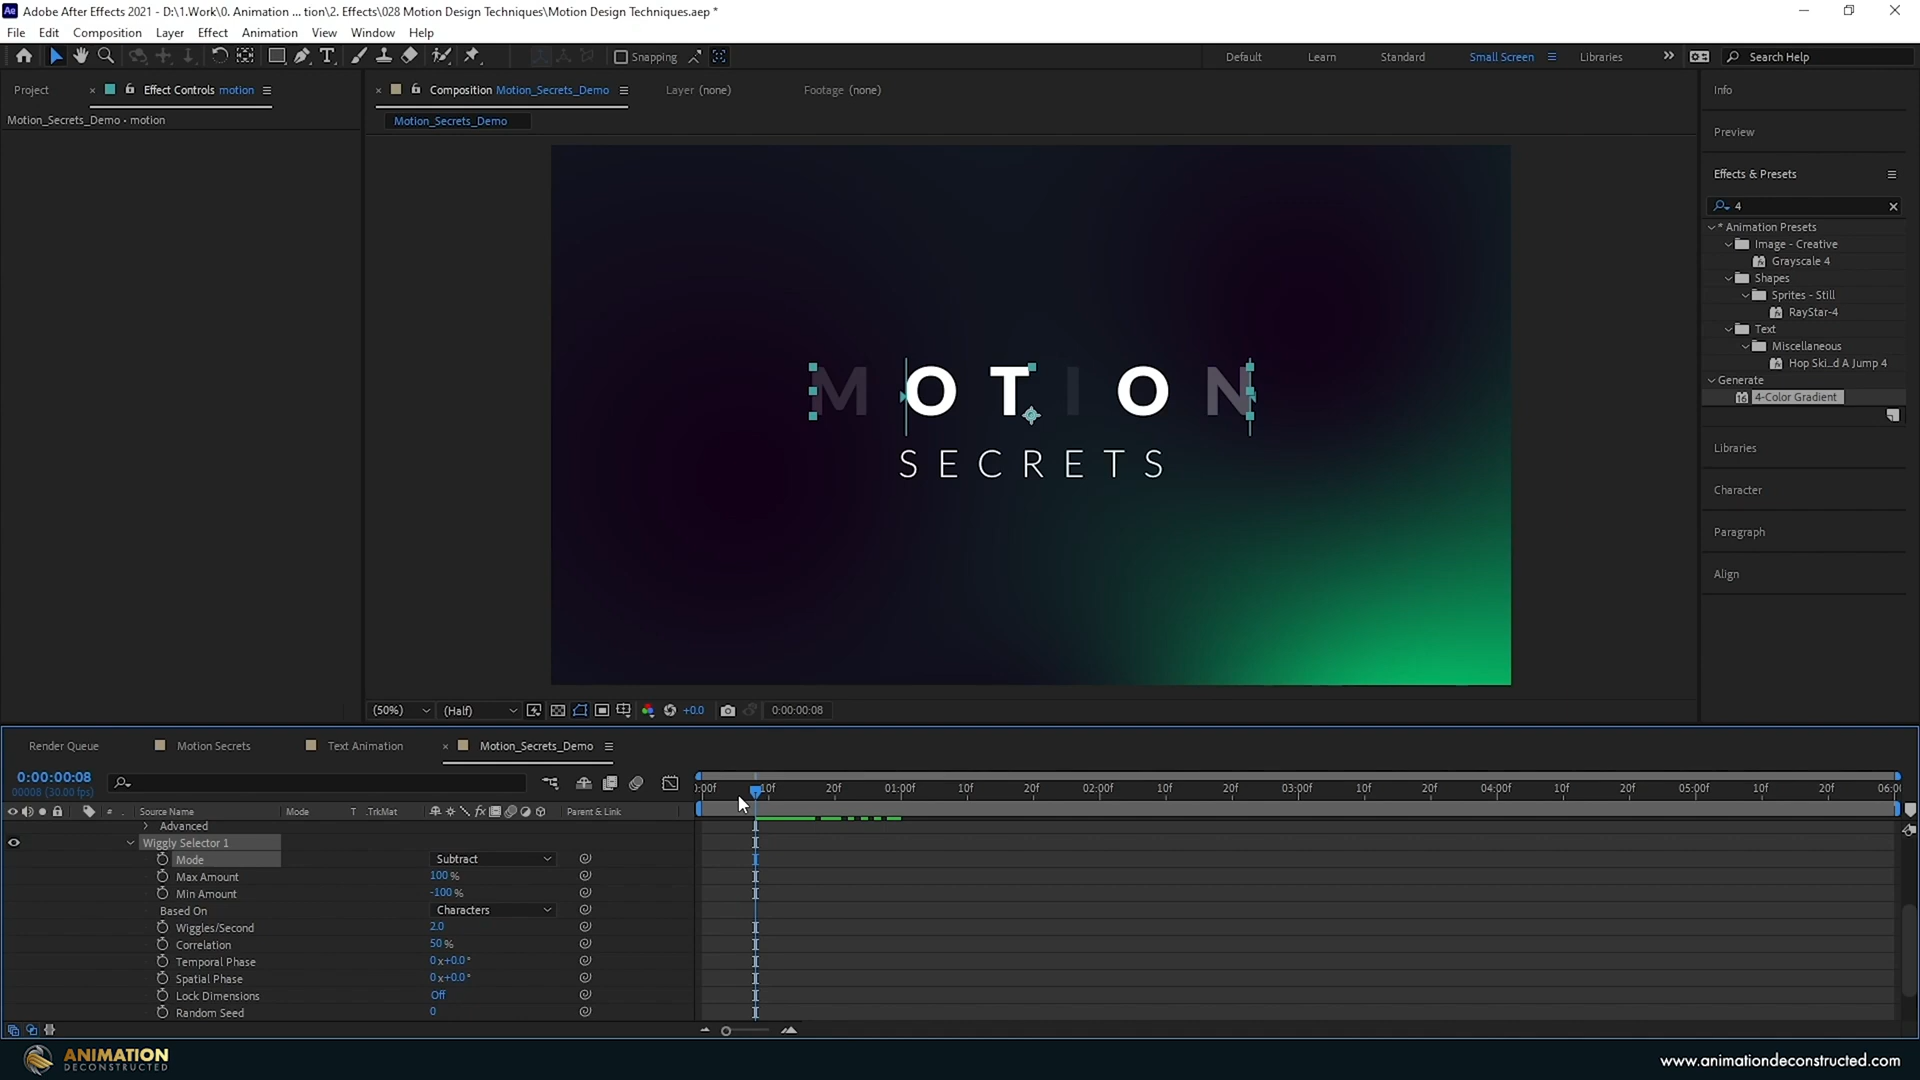 Adobe After Effects 2021 - D:\1.Work\0. Animation ... tion\2. Effects\028 Motion Design Techniques\Motion Design Techniques.aep *
File Edit Composition Layer Effect Animation View Window Help
Snapping Default Learn Standard Small Screen Libraries Search Help
Project Effect Controls motion Composition Motion_Secrets_Demo Layer (none) Footage (none) Info
Motion_Secrets_Demo - motion Motion_Secrets_Demo
Preview
Effects & Presets
4
* Animation Presets
Image - Creative
Grayscale 4
Shapes
Sprites - Still
RayStar-4
Text
Miscellaneous
Hop Ski...d A Jump 4
Generate
4-Color Gradient
Libraries
Character
Paragraph
Align
MOTION
SECRETS
(50%) (Half) +0.0 0:00:00:08
Render Queue Motion Secrets Text Animation Motion_Secrets_Demo
0:00:00:08
00008 (30.00 fps)
:00f 10f 20f 01:00f 10f 20f 02:00f 10f 20f 03:00f 10f 20f 04:00f 10f 20f 05:00f 10f 20f 06:0
# . Source Name Mode T .TrkMat fx Parent & Link
Advanced
Wiggly Selector 1
Mode Subtract
Max Amount 100 %
Min Amount -100 %
Based On Characters
Wiggles/Second 2.0
Correlation 50 %
Temporal Phase 0 x+0.0 °
Spatial Phase 0 x+0.0 °
Lock Dimensions Off
Random Seed 0
ANIMATION
DECONSTRUCTED
www.animationdeconstructed.com